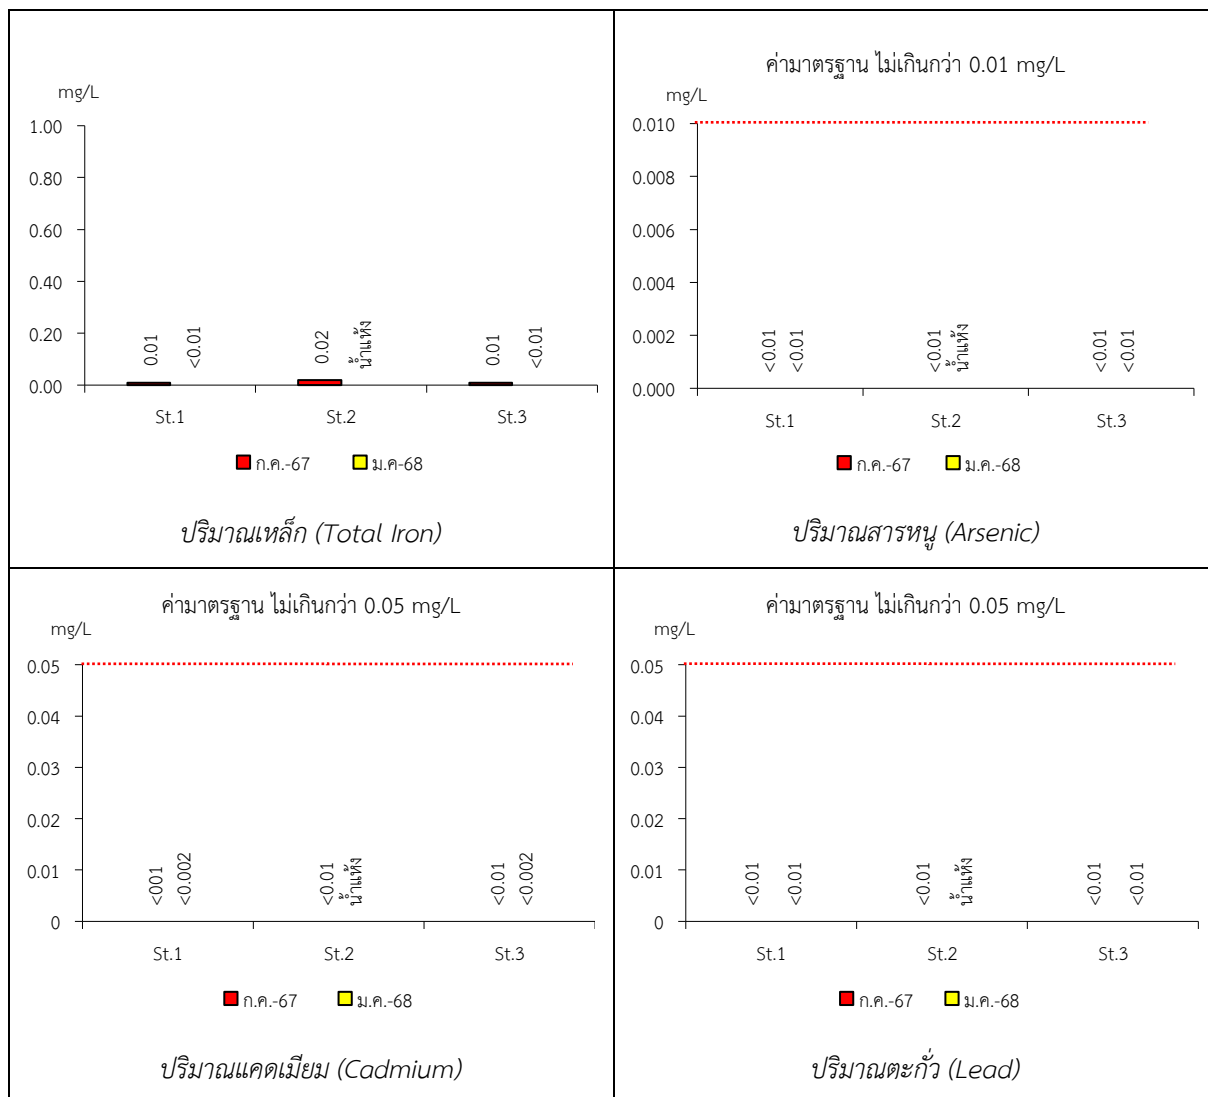 mg/L
1.00
0.80
0.60
0.40
0.20
0.00
0.01
<0.01
0.02
น้ำแห้ง
0.01
<0.01
St.1 St.2 St.3
ก.ค.-67 ม.ค-68
ปริมาณเหล็ก (Total Iron)
ค่ามาตรฐาน ไม่เกินกว่า 0.01 mg/L
mg/L
0.010
0.008
0.006
0.004
0.002
0.000
<0.01
<0.01
<0.01
น้ำแห้ง
<0.01
<0.01
St.1 St.2 St.3
ก.ค.-67 ม.ค.-68
ปริมาณสารหนู (Arsenic)
ค่ามาตรฐาน ไม่เกินกว่า 0.05 mg/L
mg/L
0.05
0.04
0.03
0.02
0.01
0
<001
<0.002
<0.01
น้ำแห้ง
<0.01
<0.002
St.1 St.2 St.3
ก.ค.-67 ม.ค.-68
ปริมาณแคดเมียม (Cadmium)
ค่ามาตรฐาน ไม่เกินกว่า 0.05 mg/L
mg/L
0.05
0.04
0.03
0.02
0.01
0
<0.01
<0.01
<0.01
น้ำแห้ง
<0.01
<0.01
St.1 St.2 St.3
ก.ค.-67 ม.ค.-68
ปริมาณตะกั่ว (Lead)